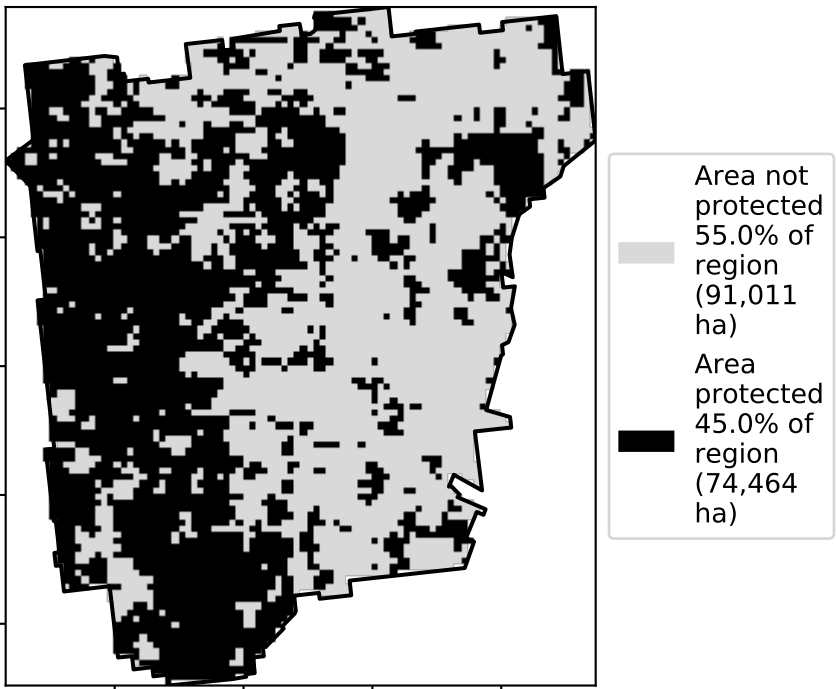 Area not
protected
55.0% of
region
(91,011
ha)
Area
protected
45.0% of
region
(74,464
ha)